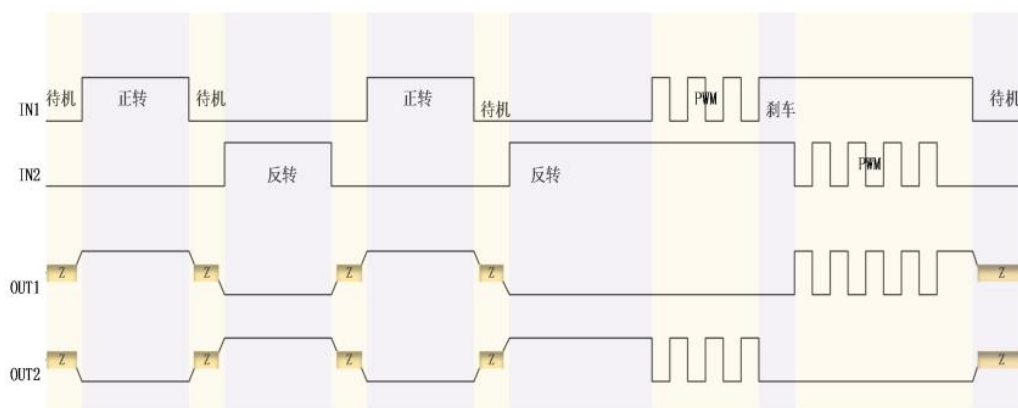 待机 正转 待机 正转 待机 PWM 刹车 待机
IN1
IN2 反转 反转 PWM
Z Z Z Z Z
OUT1
Z Z Z Z Z
OUT2